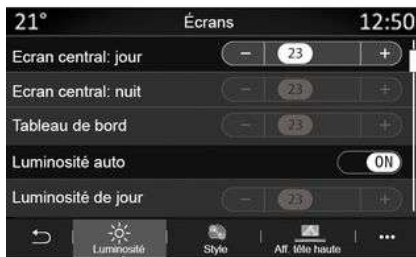 21° Écrans 12:50
Ecran central: jour - 23 +
Ecran central: nuit - 23 +
Tableau de bord - 23 +
Luminosité auto ON
Luminosité de jour - 23 +
Luminosité Style Aff. tête haute •••